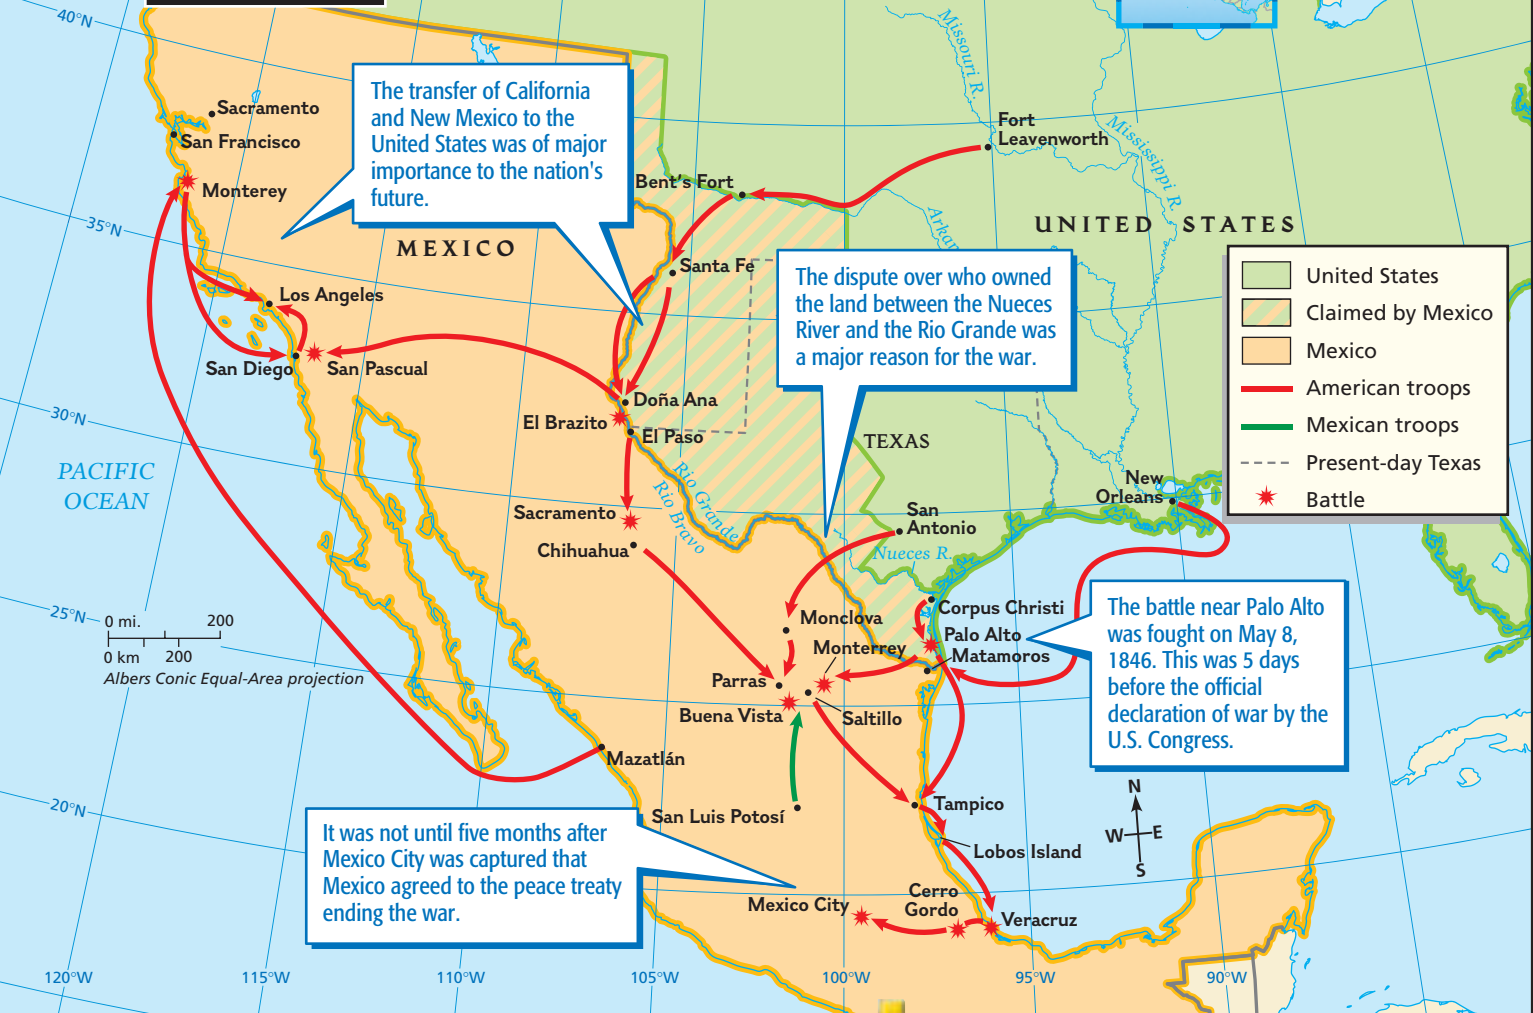 40°N
Missouri R.
The transfer of California
and New Mexico to the
United States was of major
importance to the nation's
future.
Sacramento
San Francisco
Monterey
Fort
Leavenworth
Mississippi R.
Bent's Fort
35°N
MEXICO
UNITED STATES
Arkan
Santa Fe
The dispute over who owned
the land between the Nueces
River and the Rio Grande was
a major reason for the war.
United States
Claimed by Mexico
Mexico
American troops
Mexican troops
Present-day Texas
Battle
Los Angeles
San Diego
San Pascual
Doña Ana
El Brazito
El Paso
30°N
TEXAS
PACIFIC
OCEAN
Rio Grande
Rio Bravo
New
Orleans
Sacramento
Chihuahua
San
Antonio
Nueces R.
25°N
0 mi. 200
0 km 200
Albers Conic Equal-Area projection
Monclova
Corpus Christi
Palo Alto
Matamoros
Monterrey
Parras
Buena Vista
Saltillo
The battle near Palo Alto
was fought on May 8,
1846. This was 5 days
before the official
declaration of war by the
U.S. Congress.
Mazatlán
San Luis Potosí
Tampico
Lobos Island
N
W E
S
20°N
It was not until five months after
Mexico City was captured that
Mexico agreed to the peace treaty
ending the war.
Mexico City
Cerro
Gordo
Veracruz
120°W 115°W 110°W 105°W 100°W 95°W 90°W